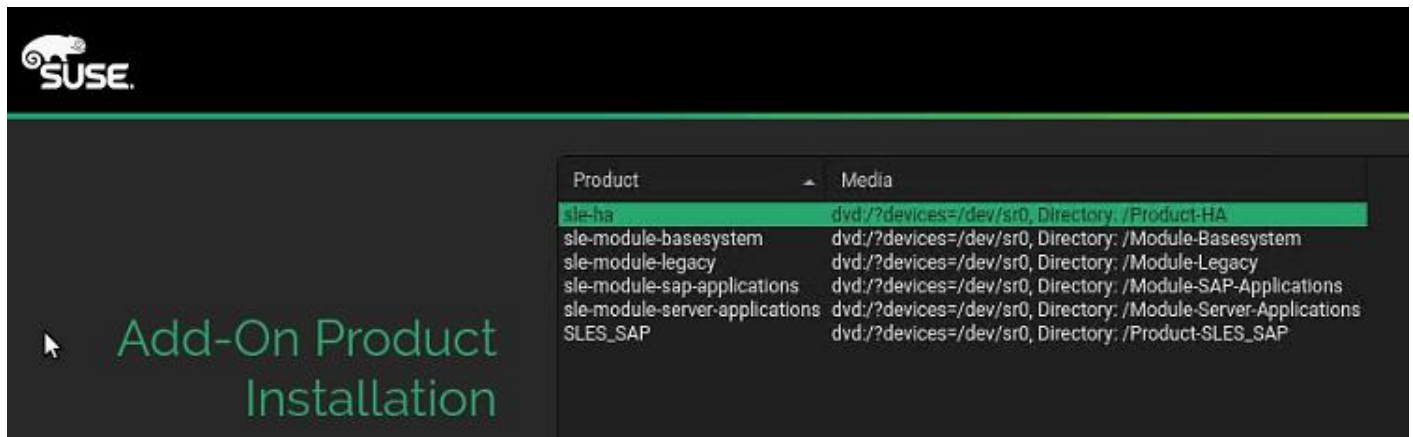 SUSE.
Product Media
sle-ha dvd:/?devices=/dev/sr0, Directory: /Product-HA
sle-module-basesystem dvd:/?devices=/dev/sr0, Directory: /Module-Basesystem
sle-module-legacy dvd:/?devices=/dev/sr0, Directory: /Module-Legacy
sle-module-sap-applications dvd:/?devices=/dev/sr0, Directory: /Module-SAP-Applications
sle-module-server-applications dvd:/?devices=/dev/sr0, Directory: /Module-Server-Applications
SLES_SAP dvd:/?devices=/dev/sr0, Directory: /Product-SLES_SAP
Add-On Product
Installation